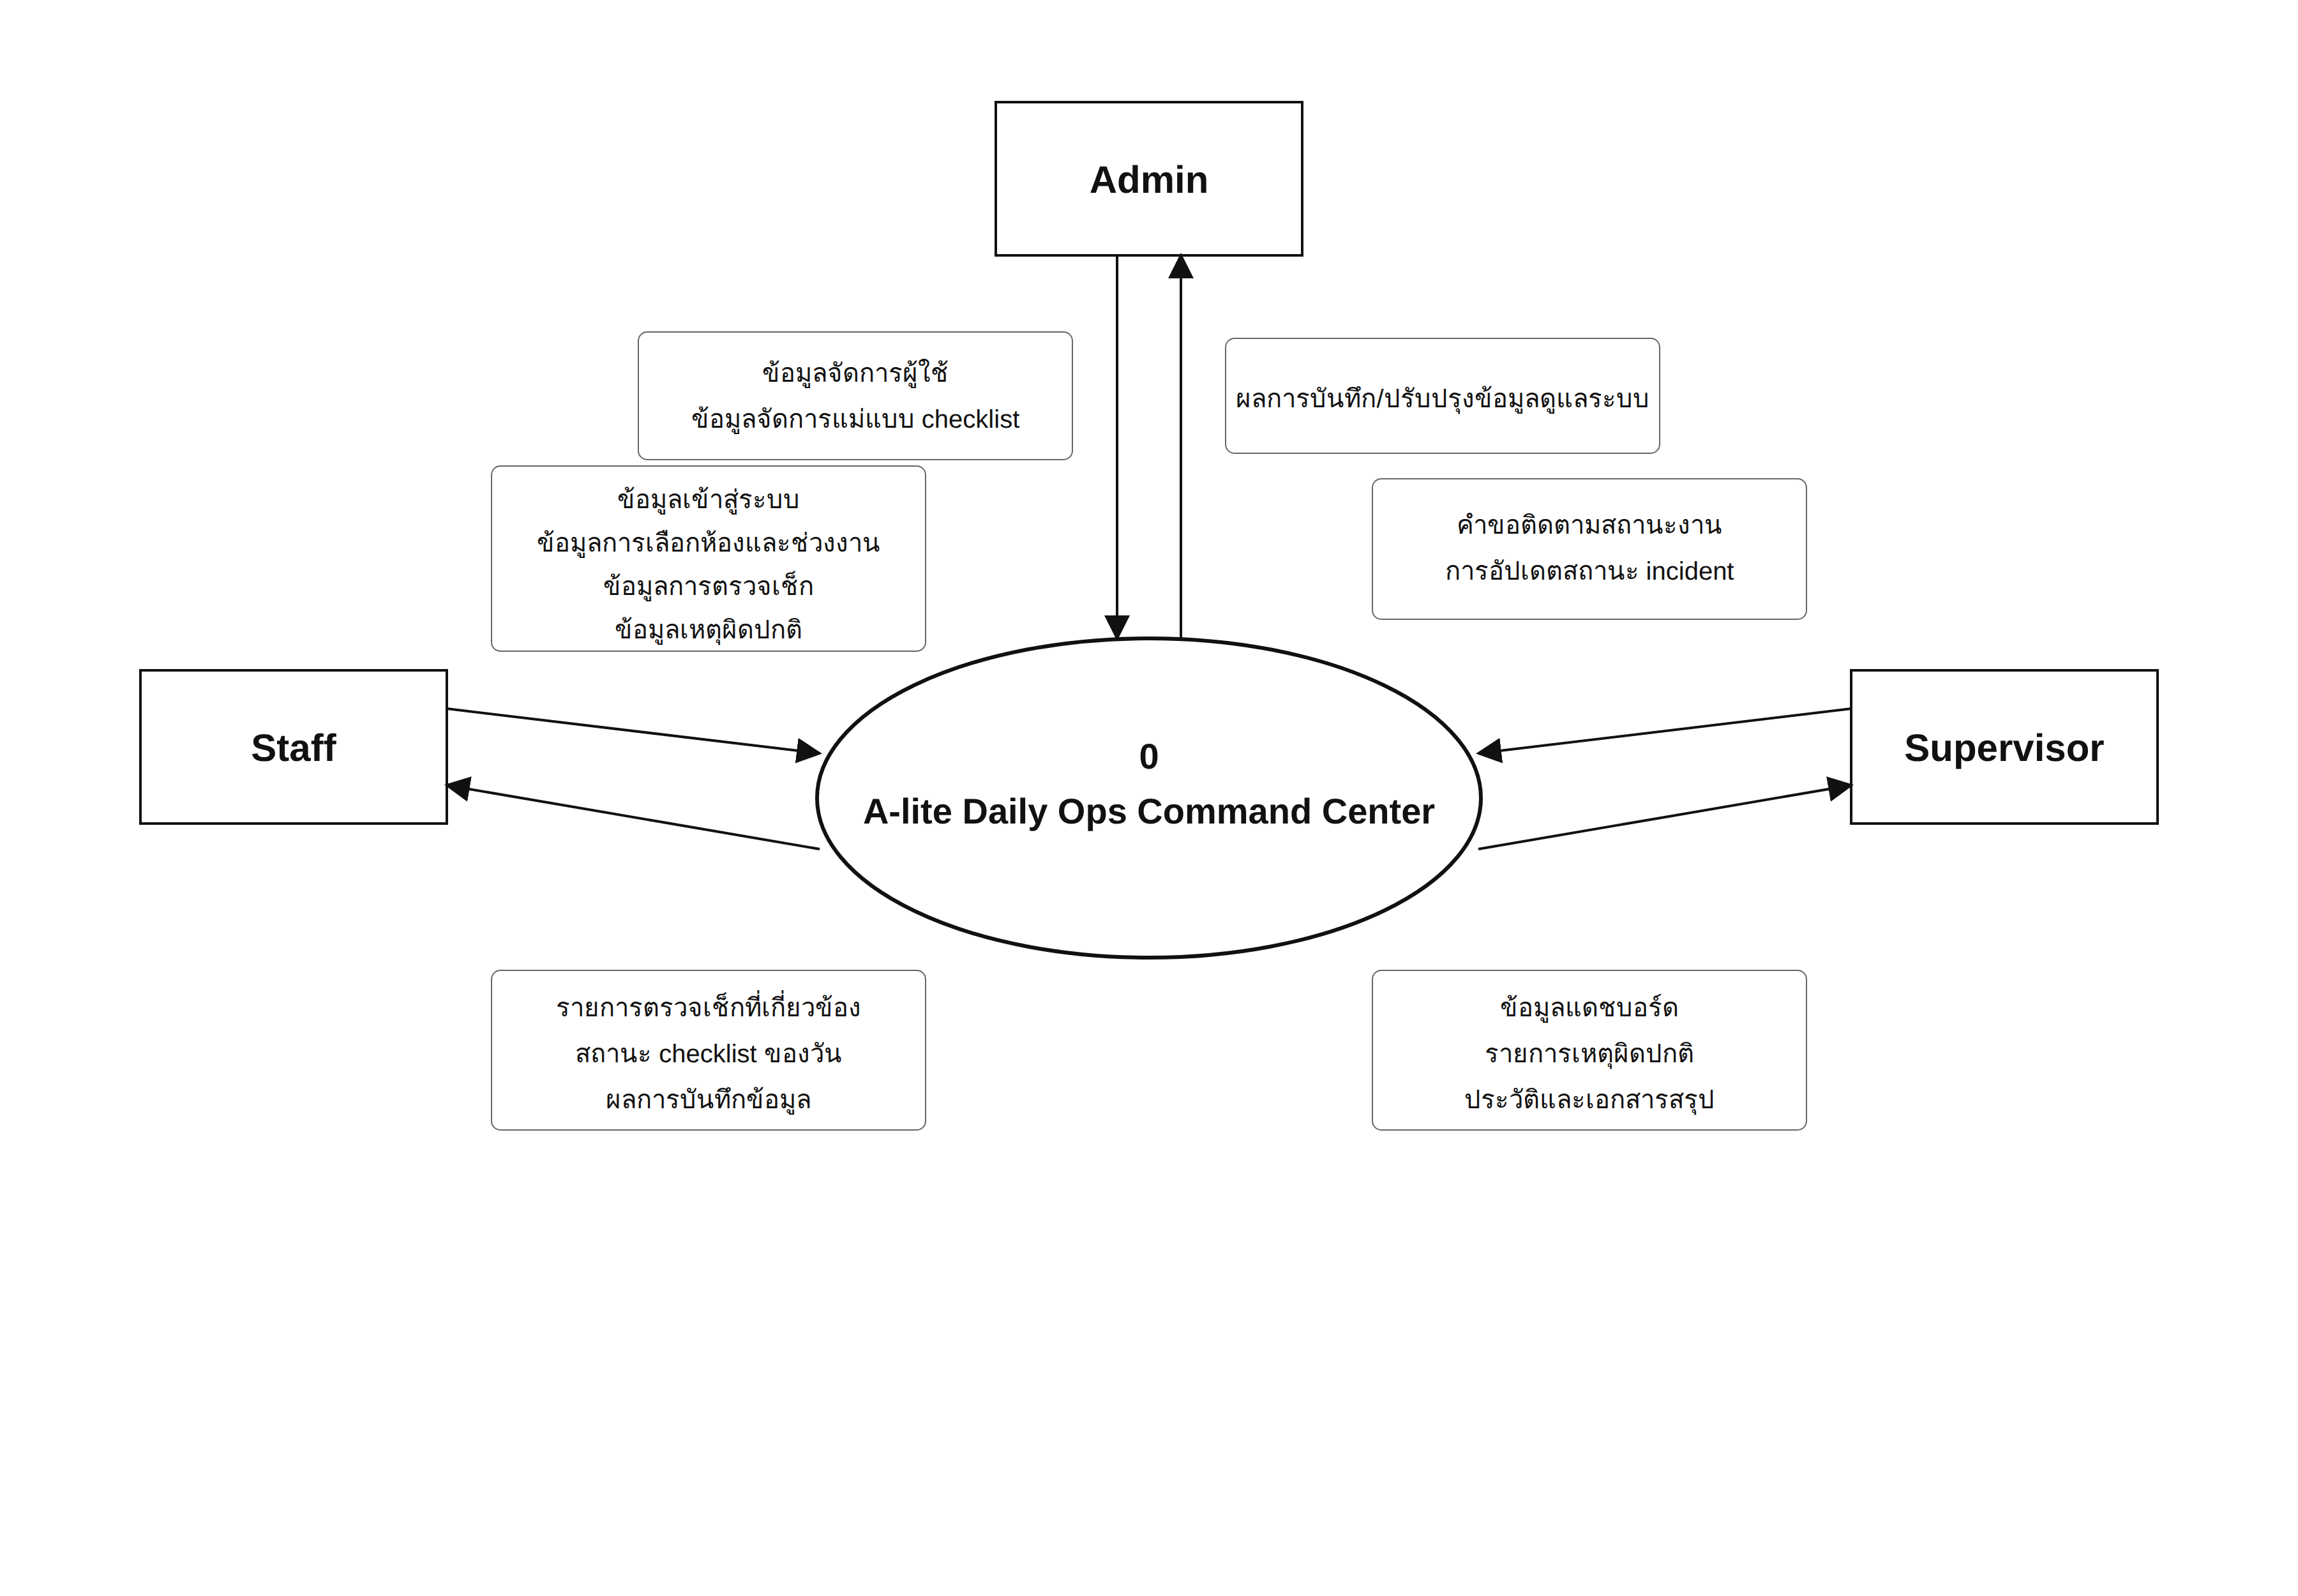 Admin
ข้อมูลจัดการผู้ใช้
ข้อมูลจัดการแม่แบบ checklist
ผลการบันทึก/ปรับปรุงข้อมูลดูแลระบบ
ข้อมูลเข้าสู่ระบบ
ข้อมูลการเลือกห้องและช่วงงาน
ข้อมูลการตรวจเช็ก
ข้อมูลเหตุผิดปกติ
คำขอติดตามสถานะงาน
การอัปเดตสถานะ incident
Staff
0
A-lite Daily Ops Command Center
Supervisor
รายการตรวจเช็กที่เกี่ยวข้อง
สถานะ checklist ของวัน
ผลการบันทึกข้อมูล
ข้อมูลแดชบอร์ด
รายการเหตุผิดปกติ
ประวัติและเอกสารสรุป